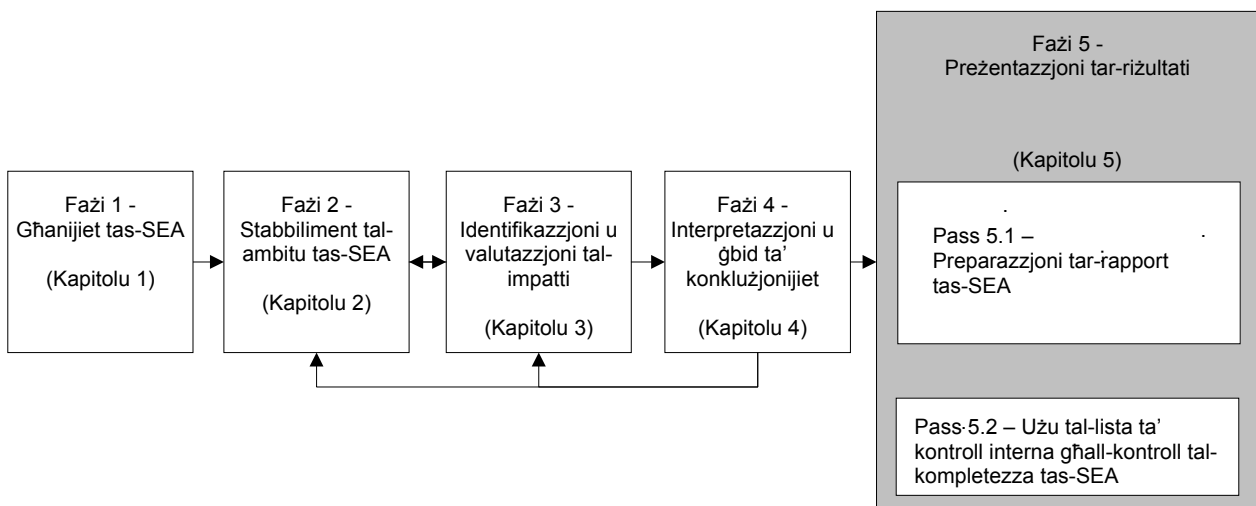 Fażi 1 -
Għanijiet tas-SEA
(Kapitolu 1)
Fażi 2 -
Stabbiliment tal-
ambitu tas-SEA
(Kapitolu 2)
Fażi 3 -
Identifikazzjoni u
valutazzjoni tal-
impatti
(Kapitolu 3)
Fażi 4 -
Interpretazzjoni u
ġbid ta'
konklużjonijiet
(Kapitolu 4)
Fażi 5 -
Preżentazzjoni tar-riżultati
(Kapitolu 5)
Pass 5.1 –
Preparazzjoni tar-rapport
tas-SEA
Pass 5.2 – Użu tal-lista ta'
kontroll interna għall-kontroll tal-
kompletezza tas-SEA